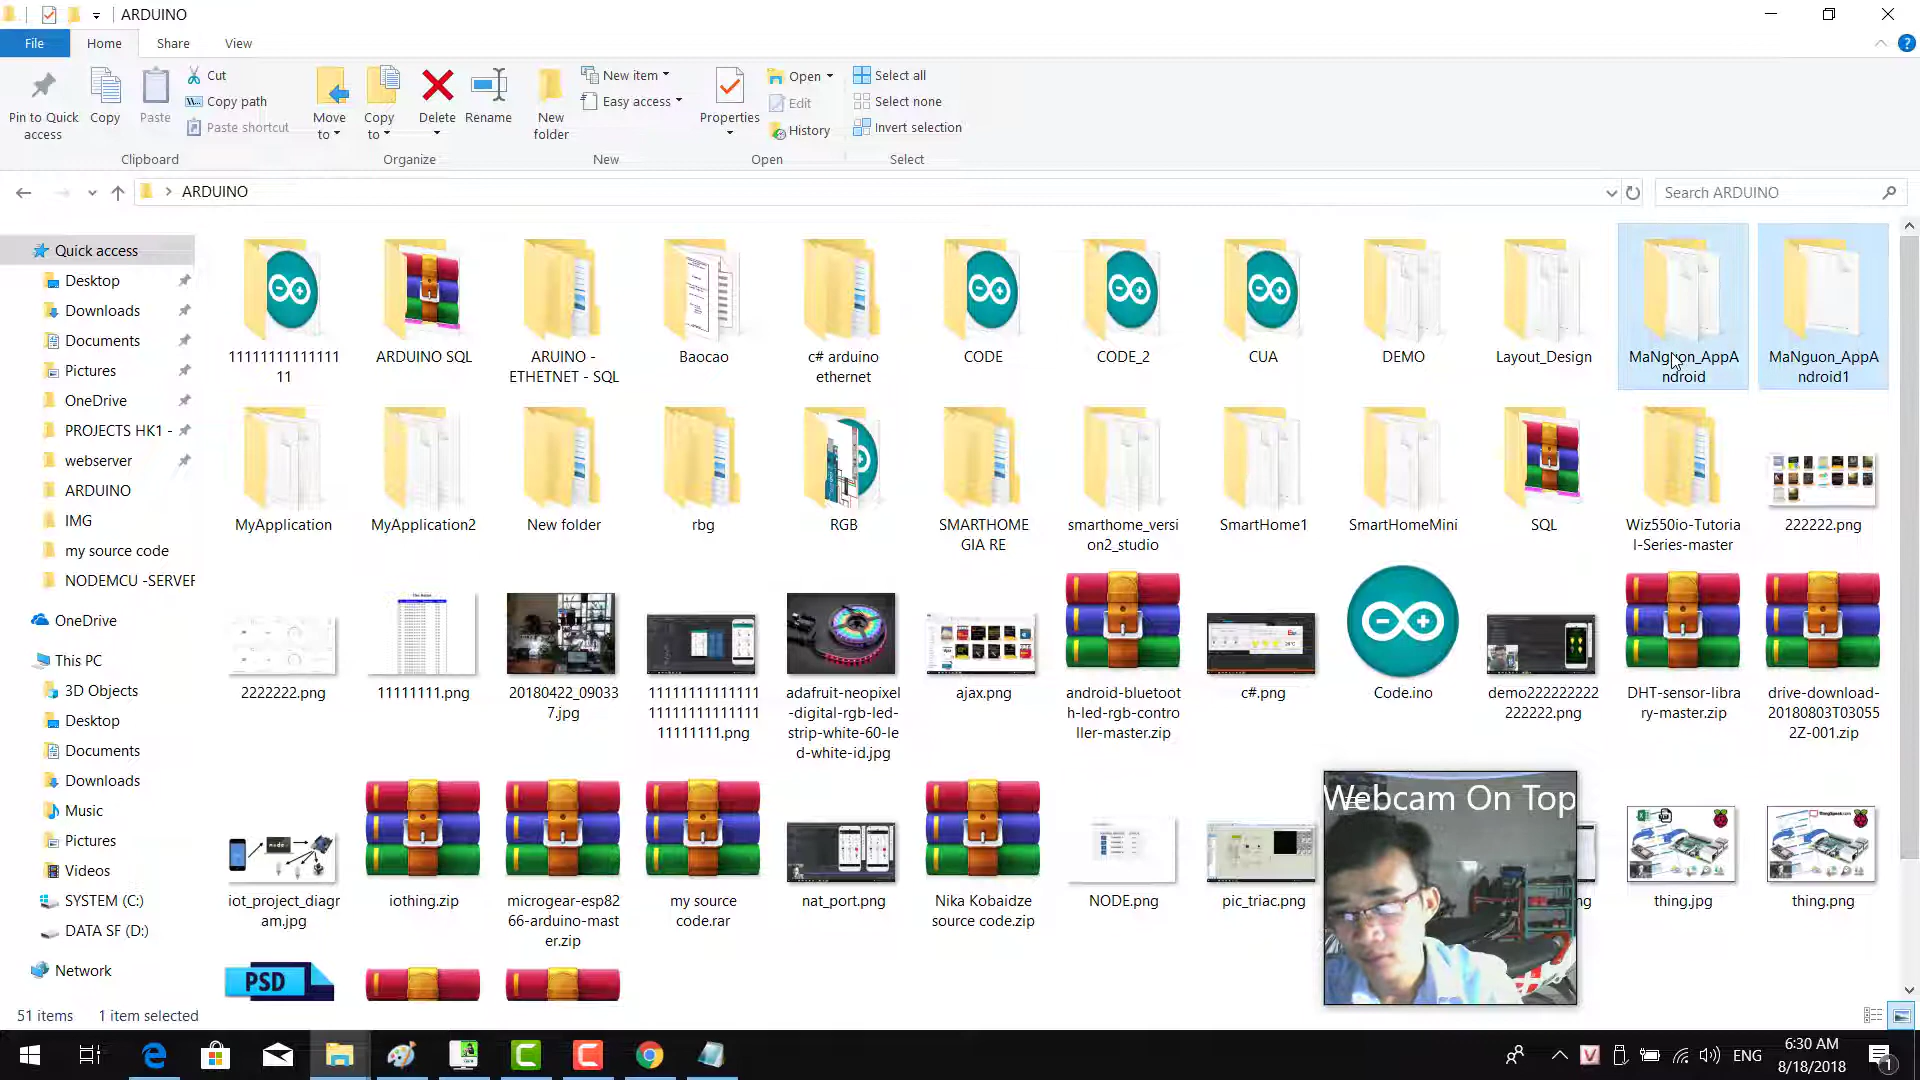 ARDUINO
File
Home
Share
View
Pin to Quick
access
Copy
Paste
Cut
Copy path
Paste shortcut
Clipboard
Move
to
Copy
to
Delete
Rename
Organize
New
folder
New item
Easy access
New
Properties
Open
Edit
History
Open
Select all
Select none
Invert selection
Select
ARDUINO
Search ARDUINO
Quick access
Desktop
Downloads
Documents
Pictures
OneDrive
PROJECTS HK1 -
webserver
ARDUINO
IMG
my source code
NODEMCU -SERVER
OneDrive
This PC
3D Objects
Desktop
Documents
Downloads
Music
Pictures
Videos
SYSTEM (C:)
DATA SF (D:)
Network
111111111111111
11
ARDUINO SQL
ARUINO -
ETHETNET - SQL
Baocao
c# arduino
ethernet
CODE
CODE_2
CUA
DEMO
Layout_Design
MaNguon_AppA
ndroid
MaNguon_AppA
ndroid1
MyApplication
MyApplication2
New folder
rbg
RGB
SMARTHOME
GIA RE
smarthome_versi
on2_studio
SmartHome1
SmartHomeMini
SQL
Wiz550io-Tutoria
l-Series-master
222222.png
2222222.png
11111111.png
20180422_09033
7.jpg
111111111111111
111111111111111
11111111.png
adafruit-neopixel
-digital-rgb-led-
strip-white-60-le
d-white-id.jpg
ajax.png
android-bluetoot
h-led-rgb-contro
ller-master.zip
c#.png
Code.ino
demo222222222
222222.png
DHT-sensor-libra
ry-master.zip
drive-download-
20180803T03055
2Z-001.zip
iot_project_diagr
am.jpg
iothing.zip
microgear-esp82
66-arduino-mast
er.zip
my source
code.rar
nat_port.png
Nika Kobaidze
source code.zip
NODE.png
pic_triac.png
Webcam On Top
ng
thing.jpg
thing.png
PSD
51 items
1 item selected
ENG
6:30 AM
8/18/2018
1